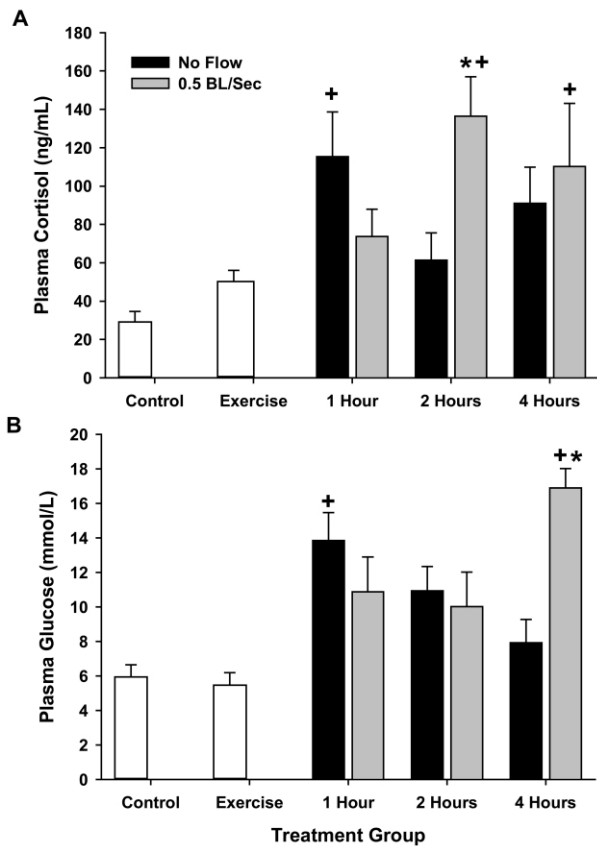 A
180
160
140
120
100
80
60
40
20
0
Plasma Cortisol (ng/mL)
No Flow
0.5 BL/Sec
+
*+
+
Control Exercise 1 Hour 2 Hours 4 Hours
B
20
18
16
14
12
10
8
6
4
2
0
Plasma Glucose (mmol/L)
+
+*
Control Exercise 1 Hour 2 Hours 4 Hours
Treatment Group